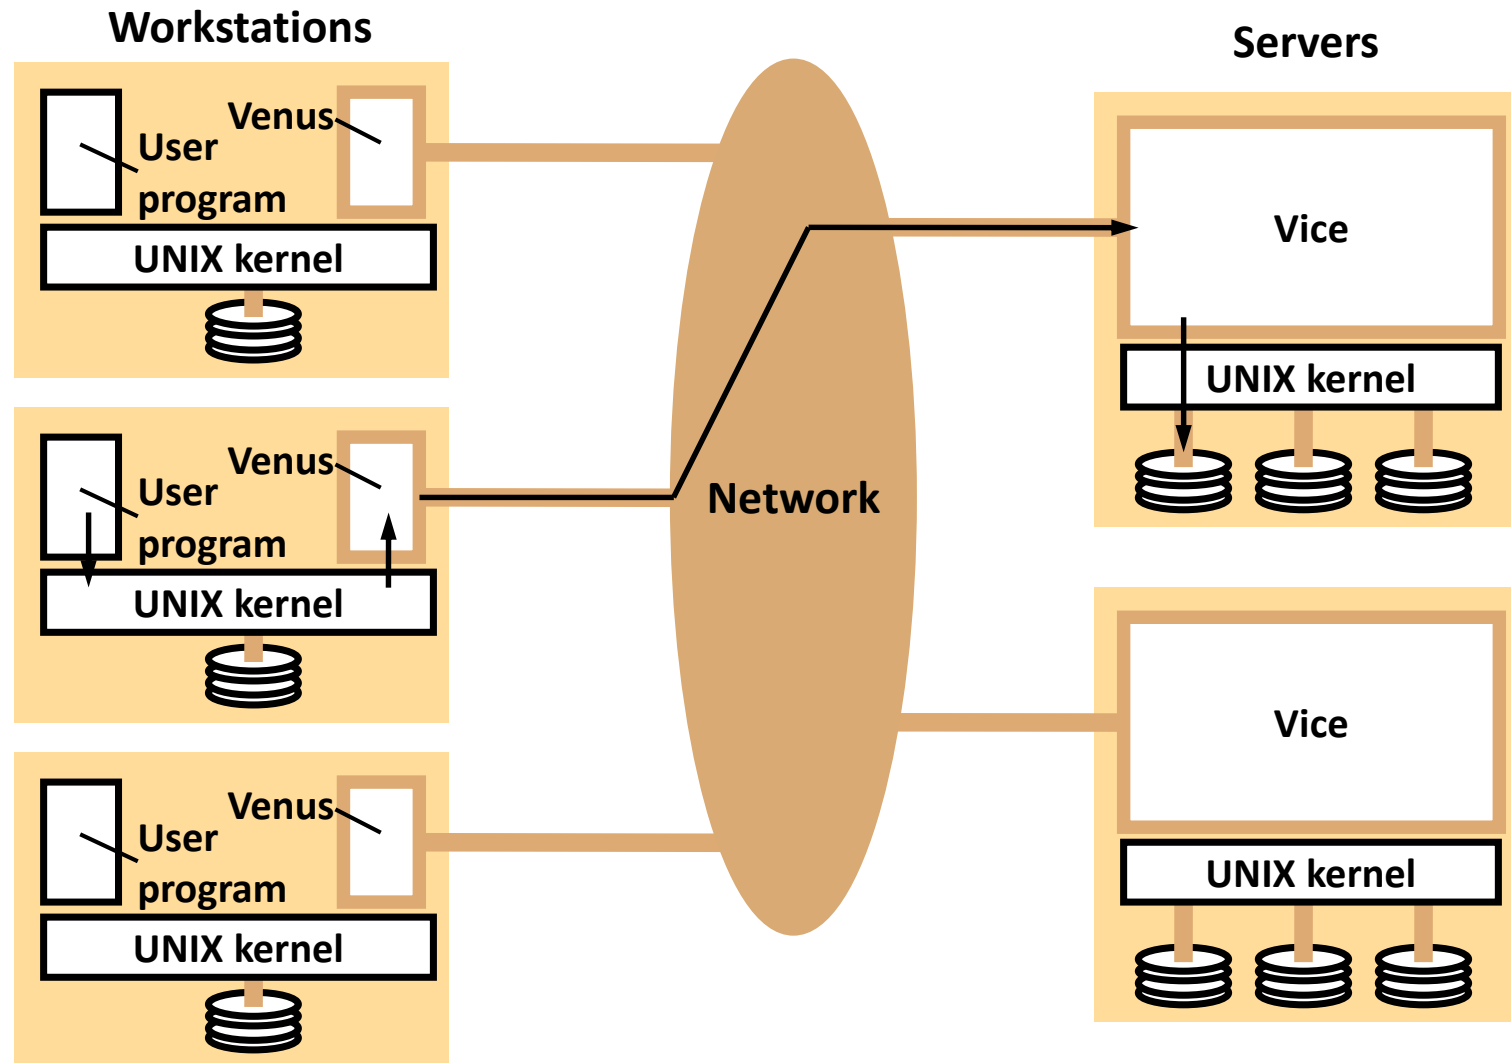 Workstations
Servers
Venus
User
program
UNIX kernel
Vice
UNIX kernel
Venus
User
program
UNIX kernel
Network
Vice
UNIX kernel
Venus
User
program
UNIX kernel